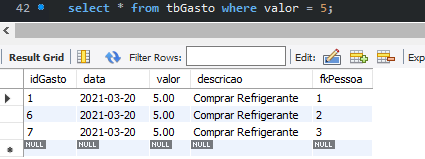 42 select * from tbGasto where valor = 5;
Result Grid Filter Rows: Edit:
idGasto data valor descricao fkPessoa
1 2021-03-20 5.00 Comprar Refrigerante 1
6 2021-03-20 5.00 Comprar Refrigerante 2
7 2021-03-20 5.00 Comprar Refrigerante 3
NULL NULL NULL NULL NULL